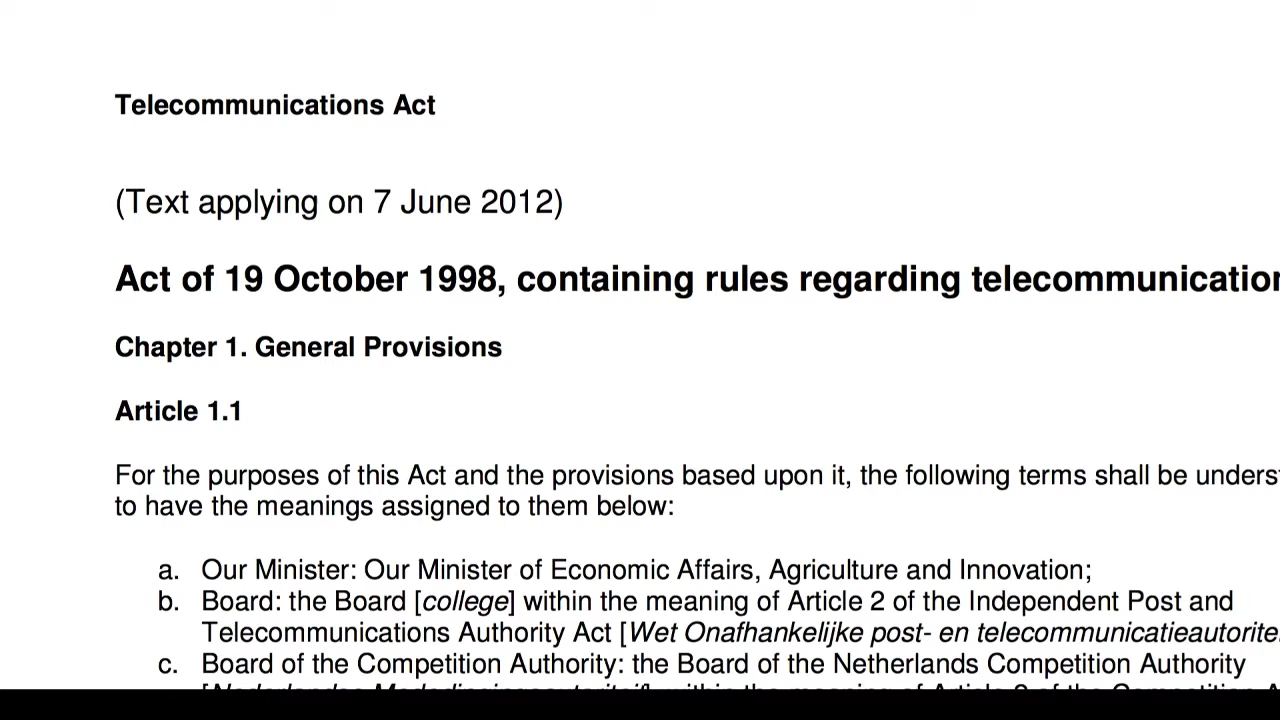 Telecommunications Act
(Text applying on 7 June 2012)
Act of 19 October 1998, containing rules regarding
Chapter 1. General Provisions
Article 1.1
For the purposes of this Act and the provisions based upon it, the following terms shall be
to have the meanings assigned to them below:
a. Our Minister: Our Minister of Economic Affairs, Agriculture and Innovation;
b. Board: the Board [college] within the meaning of Article 2 of the Independent Post and
Telecommunications Authority Act [Wet Onafhankelijke post- en
c. Board of the Competition Authority: the Board of the Netherlands Competition Authority